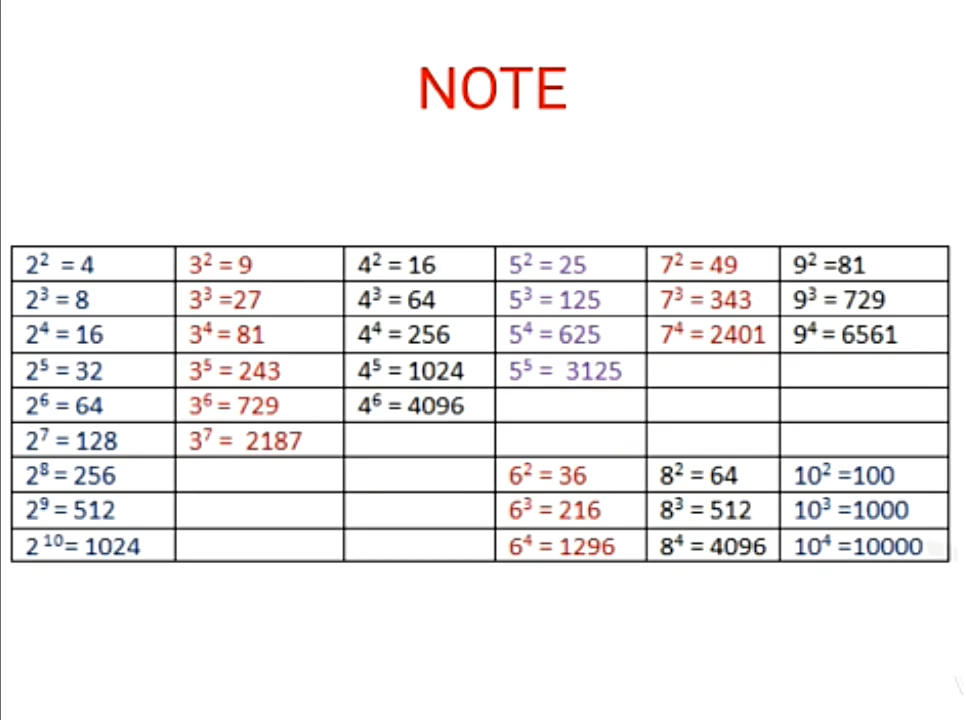 NOTE
2² = 4 3² = 9 4² = 16 5² = 25 7² = 49 9² =81
2³ = 8 3³ =27 4³ = 64 5³ = 125 7³ = 343 9³ = 729
2⁴ = 16 3⁴ = 81 4⁴ = 256 5⁴ = 625 7⁴ = 2401 9⁴ = 6561
2⁵ = 32 3⁵ = 243 4⁵ = 1024 5⁵ = 3125
2⁶ = 64 3⁶ = 729 4⁶ = 4096
2⁷ = 128 3⁷ = 2187
2⁸ = 256 6² = 36 8² = 64 10² =100
2⁹ = 512 6³ = 216 8³ = 512 10³ =1000
2¹⁰= 1024 6⁴ = 1296 8⁴ = 4096 10⁴ =10000